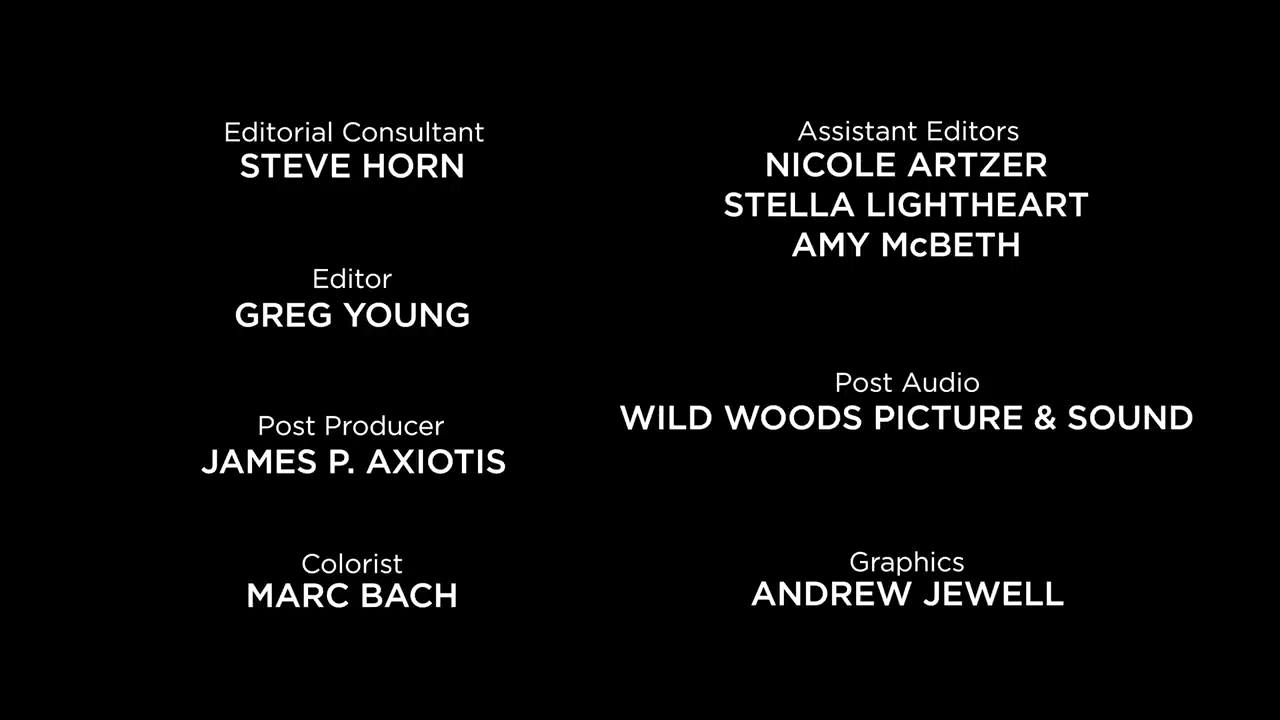 Editorial Consultant
STEVE HORN
Editor
GREG YOUNG
Post Producer
JAMES P. AXIOTIS
Colorist
MARC BACH
Assistant Editors
NICOLE ARTZER
STELLA LIGHTHEART
AMY McBETH
Post Audio
WILD WOODS PICTURE & SOUND
Graphics
ANDREW JEWELL